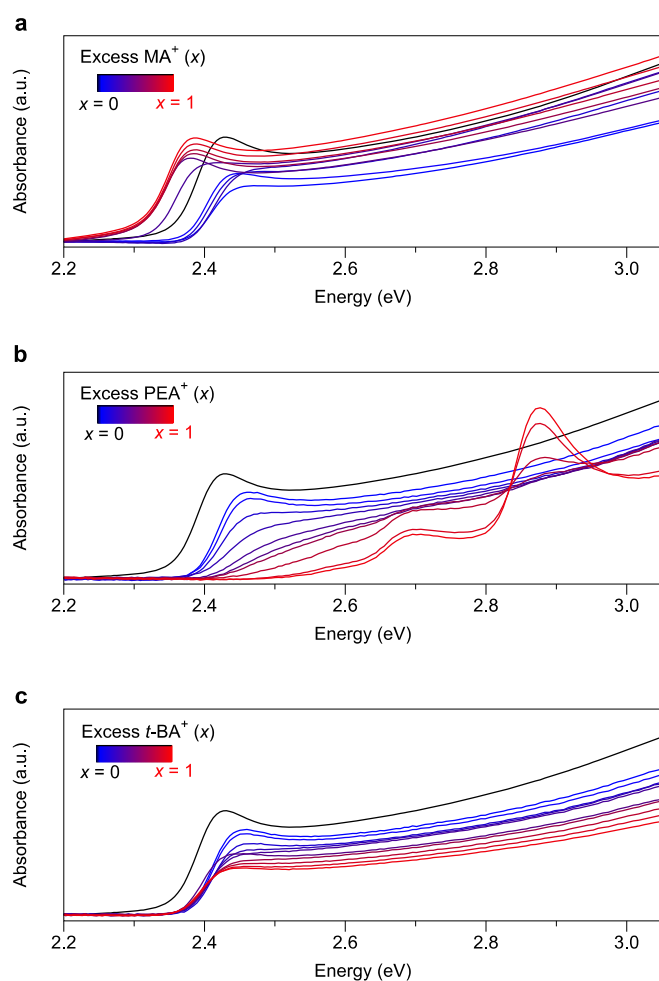 a
Excess MA⁺ (x)
x = 0
x = 1
Absorbance (a.u.)
2.2 2.4 2.6 2.8 3.0
Energy (eV)
b
Excess PEA⁺ (x)
x = 0
x = 1
Absorbance (a.u.)
2.2 2.4 2.6 2.8 3.0
Energy (eV)
c
Excess t-BA⁺ (x)
x = 0
x = 1
Absorbance (a.u.)
2.2 2.4 2.6 2.8 3.0
Energy (eV)